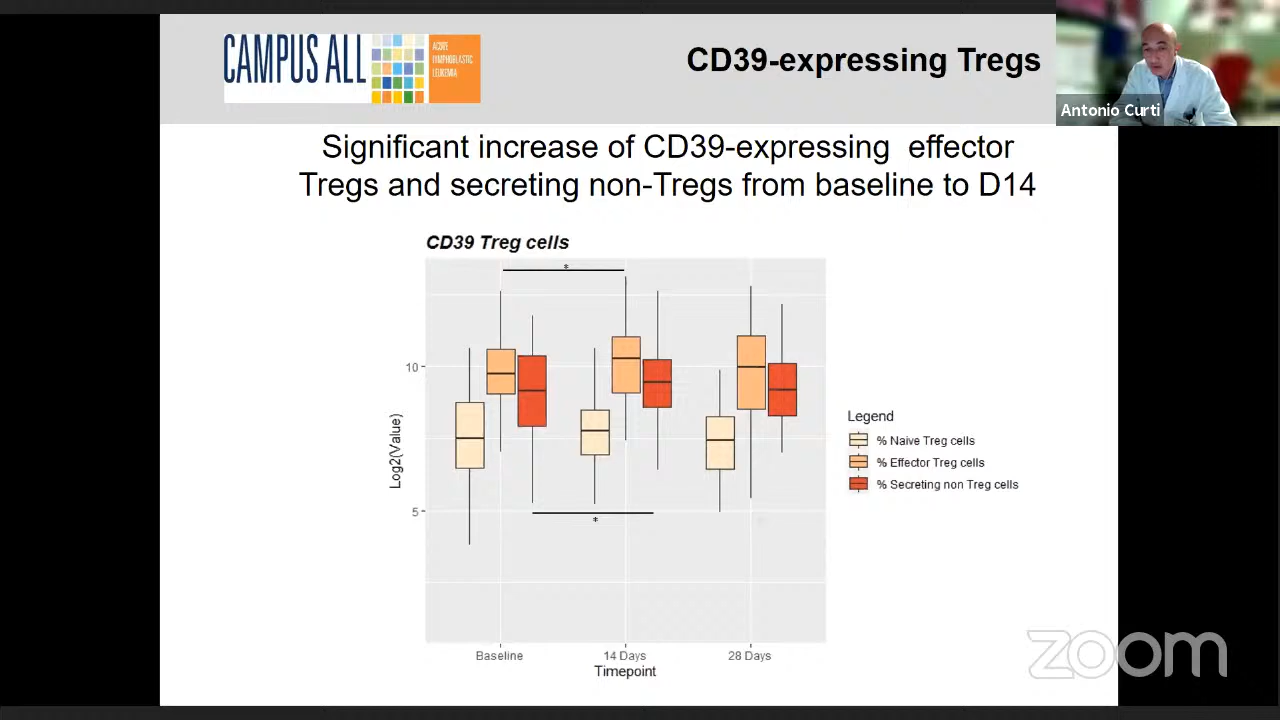 CAMPUS ALL
ACUTE
LYMPHOBLASTIC
LEUKEMIA
CD39-expressing Tregs
Antonio Curti
Significant increase of CD39-expressing effector
Tregs and secreting non-Tregs from baseline to D14
CD39 Treg cells
*
10
5
*
Log2(Value)
Baseline
14 Days
28 Days
Timepoint
Legend
% Naive Treg cells
% Effector Treg cells
% Secreting non Treg cells
zoom